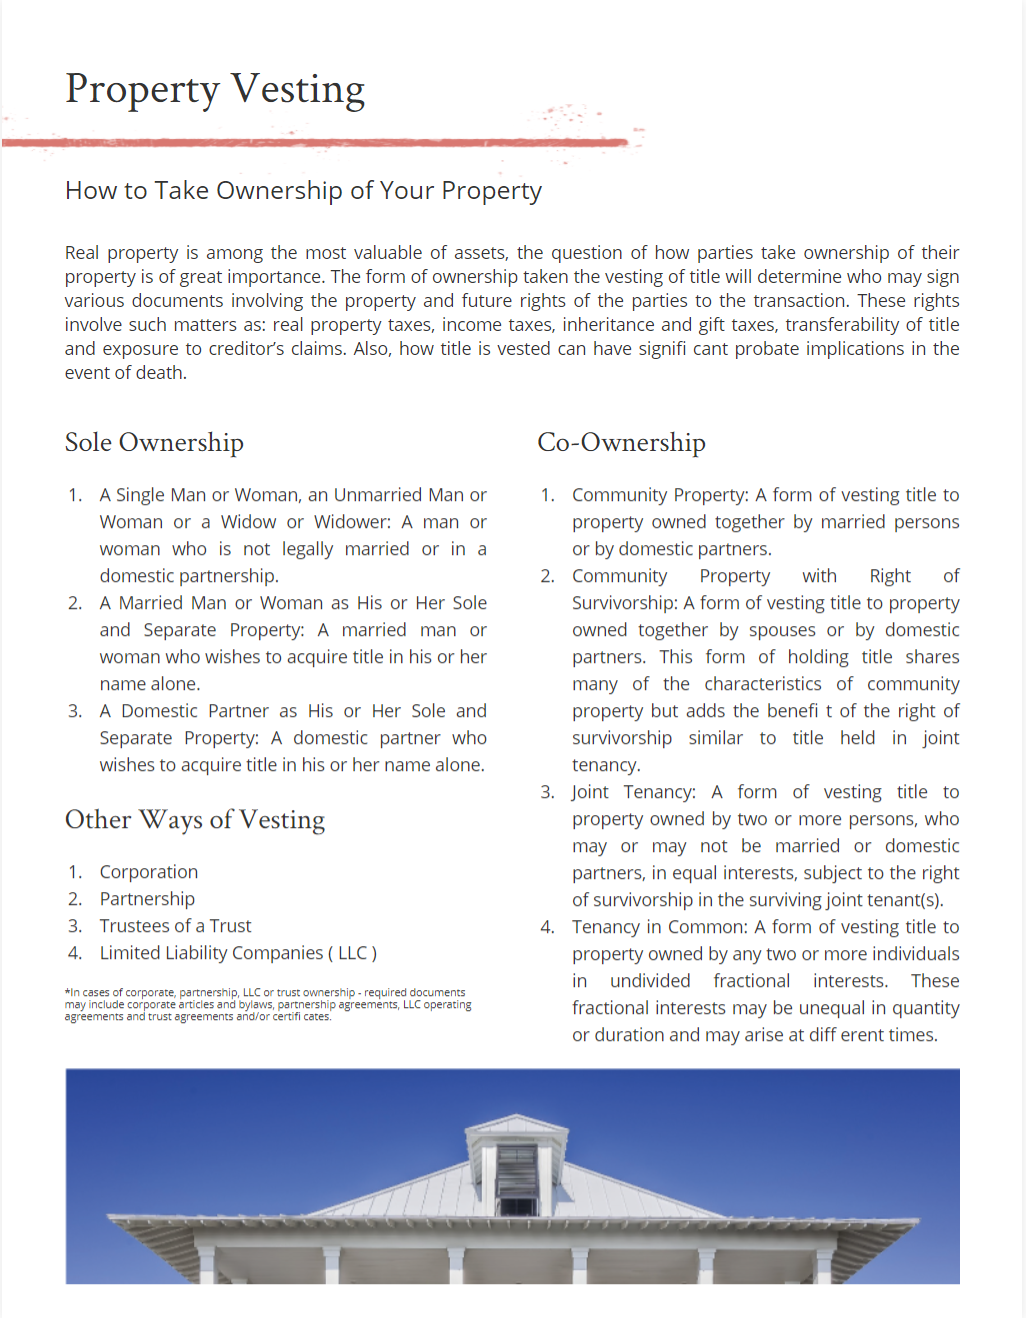 Property Vesting
How to Take Ownership of Your Property
Real property is among the most valuable of assets, the question of how parties take ownership of their
property is of great importance. The form of ownership taken the vesting of title will determine who may sign
various documents involving the property and future rights of the parties to the transaction. These rights
involve such matters as: real property taxes, income taxes, inheritance and gift taxes, transferability of title
and exposure to creditor’s claims. Also, how title is vested can have signifi cant probate implications in the
event of death.
Sole Ownership
1. A Single Man or Woman, an Unmarried Man or
Woman or a Widow or Widower: A man or
woman who is not legally married or in a
domestic partnership.
2. A Married Man or Woman as His or Her Sole
and Separate Property: A married man or
woman who wishes to acquire title in his or her
name alone.
3. A Domestic Partner as His or Her Sole and
Separate Property: A domestic partner who
wishes to acquire title in his or her name alone.
Other Ways of Vesting
1. Corporation
2. Partnership
3. Trustees of a Trust
4. Limited Liability Companies ( LLC )
*In cases of corporate, partnership, LLC or trust ownership - required documents
may include corporate articles and bylaws, partnership agreements, LLC operating
agreements and trust agreements and/or certifi cates.
Co-Ownership
1. Community Property: A form of vesting title to
property owned together by married persons
or by domestic partners.
2. Community Property with Right of
Survivorship: A form of vesting title to property
owned together by spouses or by domestic
partners. This form of holding title shares
many of the characteristics of community
property but adds the benefi t of the right of
survivorship similar to title held in joint
tenancy.
3. Joint Tenancy: A form of vesting title to
property owned by two or more persons, who
may or may not be married or domestic
partners, in equal interests, subject to the right
of survivorship in the surviving joint tenant(s).
4. Tenancy in Common: A form of vesting title to
property owned by any two or more individuals
in undivided fractional interests. These
fractional interests may be unequal in quantity
or duration and may arise at diff erent times.